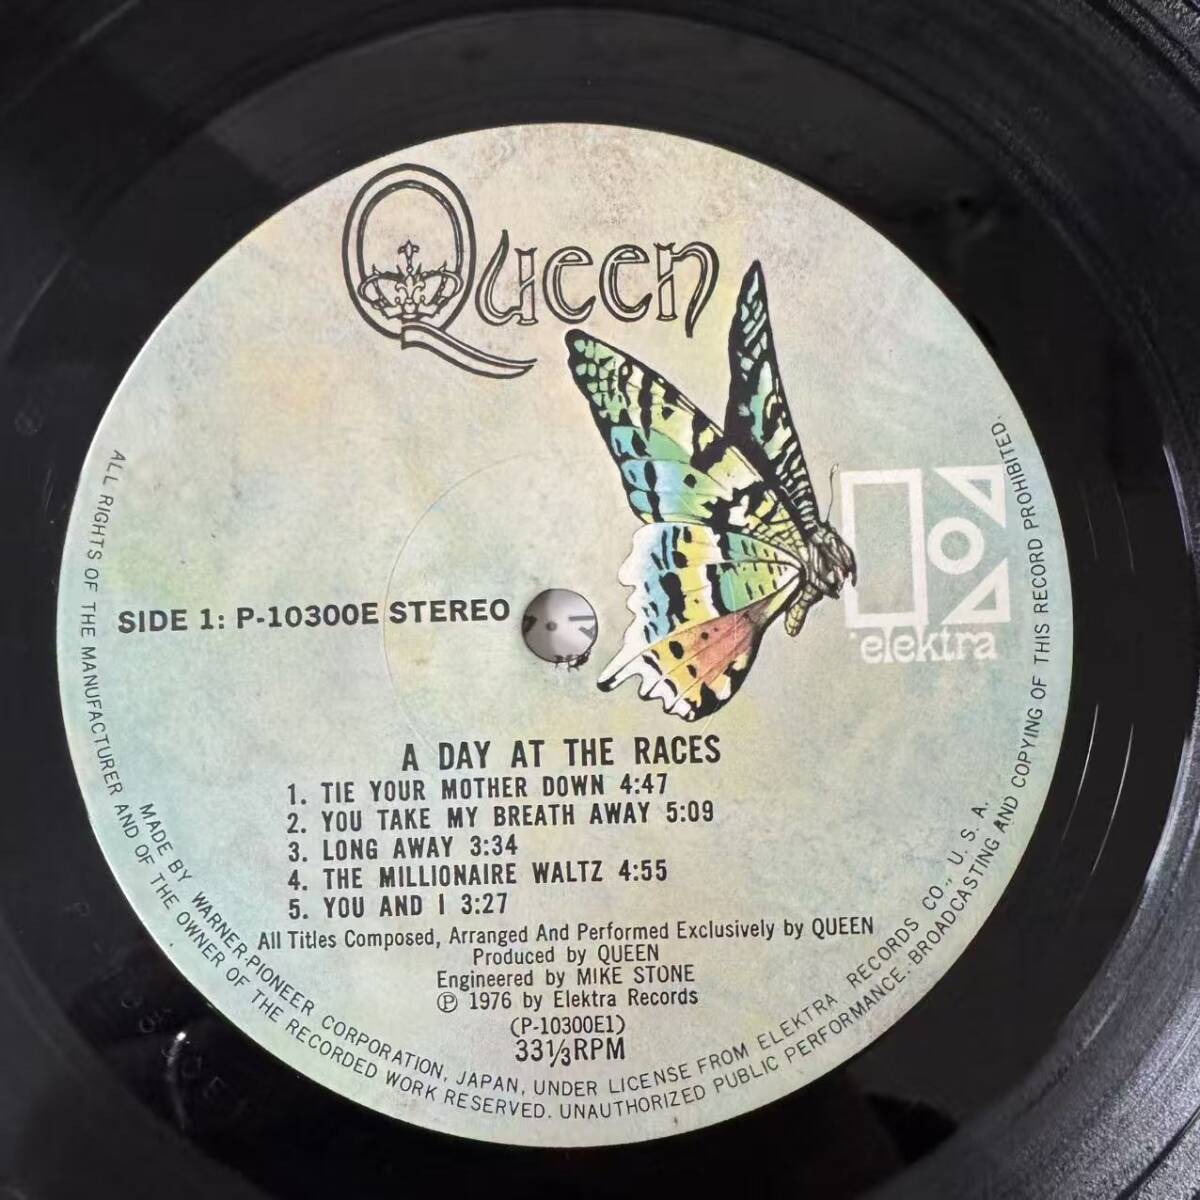 Queen
elektra
SIDE 1: P-10300E STEREO
A DAY AT THE RACES
1. TIE YOUR MOTHER DOWN 4:47
2. YOU TAKE MY BREATH AWAY 5:09
3. LONG AWAY 3:34
4. THE MILLIONAIRE WALTZ 4:55
5. YOU AND I 3:27
All Titles Composed, Arranged And Performed Exclusively by QUEEN
Produced by QUEEN
Engineered by MIKE STONE
℗ 1976 by Elektra Records
(P-10300E1)
33⅓RPM
MADE BY WARNER-PIONEER CORPORATION, JAPAN, UNDER LICENSE FROM ELEKTRA RECORDS CO., U. S. A.
ALL RIGHTS OF THE MANUFACTURER AND OF THE OWNER OF THE RECORDED WORK RESERVED. UNAUTHORIZED PUBLIC PERFORMANCE. BROADCASTING AND COPYING OF THIS RECORD PROHIBITED.